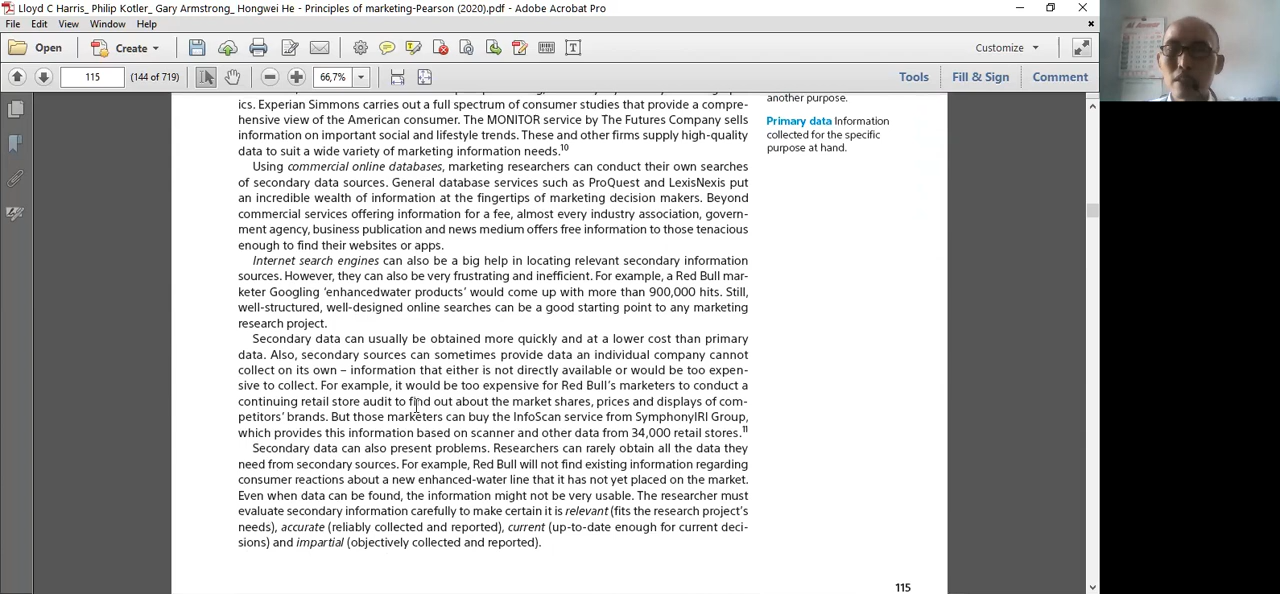 Lloyd C Harris_ Philip Kotler_ Gary Armstrong_ Hongwei He - Principles of marketing-Pearson (2020).pdf - Adobe Acrobat Pro
File Edit View Window Help
Open Create Customize
115 (144 of 719) 66,7% Tools Fill & Sign Comment
ics. Experian Simmons carries out a full spectrum of consumer studies that provide a compre-
hensive view of the American consumer. The MONITOR service by The Futures Company sells
information on important social and lifestyle trends. These and other firms supply high-quality
data to suit a wide variety of marketing information needs.10
Using commercial online databases, marketing researchers can conduct their own searches
of secondary data sources. General database services such as ProQuest and LexisNexis put
an incredible wealth of information at the fingertips of marketing decision makers. Beyond
commercial services offering information for a fee, almost every industry association, govern-
ment agency, business publication and news medium offers free information to those tenacious
enough to find their websites or apps.
Internet search engines can also be a big help in locating relevant secondary information
sources. However, they can also be very frustrating and inefficient. For example, a Red Bull mar-
keter Googling ‘enhancedwater products’ would come up with more than 900,000 hits. Still,
well-structured, well-designed online searches can be a good starting point to any marketing
research project.
Secondary data can usually be obtained more quickly and at a lower cost than primary
data. Also, secondary sources can sometimes provide data an individual company cannot
collect on its own – information that either is not directly available or would be too expen-
sive to collect. For example, it would be too expensive for Red Bull’s marketers to conduct a
continuing retail store audit to find out about the market shares, prices and displays of com-
petitors’ brands. But those marketers can buy the InfoScan service from SymphonyIRI Group,
which provides this information based on scanner and other data from 34,000 retail stores.11
Secondary data can also present problems. Researchers can rarely obtain all the data they
need from secondary sources. For example, Red Bull will not find existing information regarding
consumer reactions about a new enhanced-water line that it has not yet placed on the market.
Even when data can be found, the information might not be very usable. The researcher must
evaluate secondary information carefully to make certain it is relevant (fits the research project’s
needs), accurate (reliably collected and reported), current (up-to-date enough for current deci-
sions) and impartial (objectively collected and reported).
another purpose.
Primary data Information
collected for the specific
purpose at hand.
115